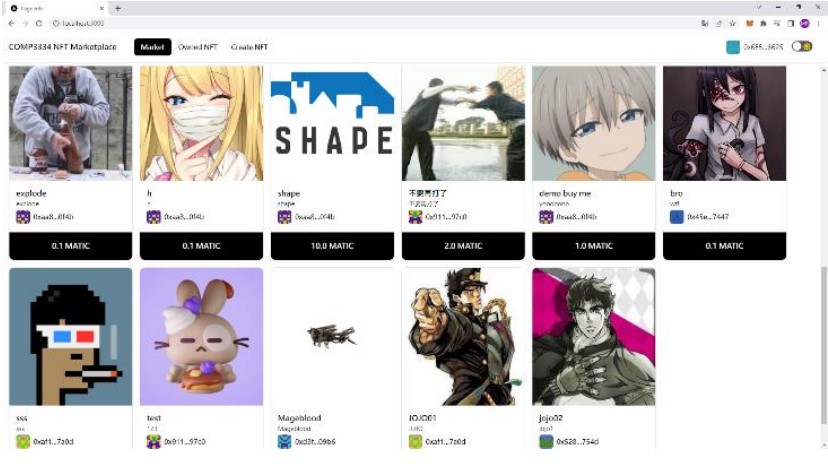 localhost:3000
COMP3334 NFT Marketplace
Market
Owned NFT
Create NFT
0x6F5...6625
SHAPE
explode
explode
0xaa8...0f4b
0.1 MATIC
h
h
0xaa8...0f4b
0.1 MATIC
shape
shape
0xaa8...0f4b
10.0 MATIC
不要再打了
不要再打了
0x911...97c0
2.0 MATIC
demo buy me
0xaa8...0f4b
1.0 MATIC
bro
wtf
0x45e...7447
0.1 MATIC
sss
sss
0xaf1...7a0d
test
123
0x911...97c0
Mageblood
Mageblood
0xd3f...09b6
JOJO01
JOJO
0xaf1...7a0d
jojo02
jojo1
0x528...754d